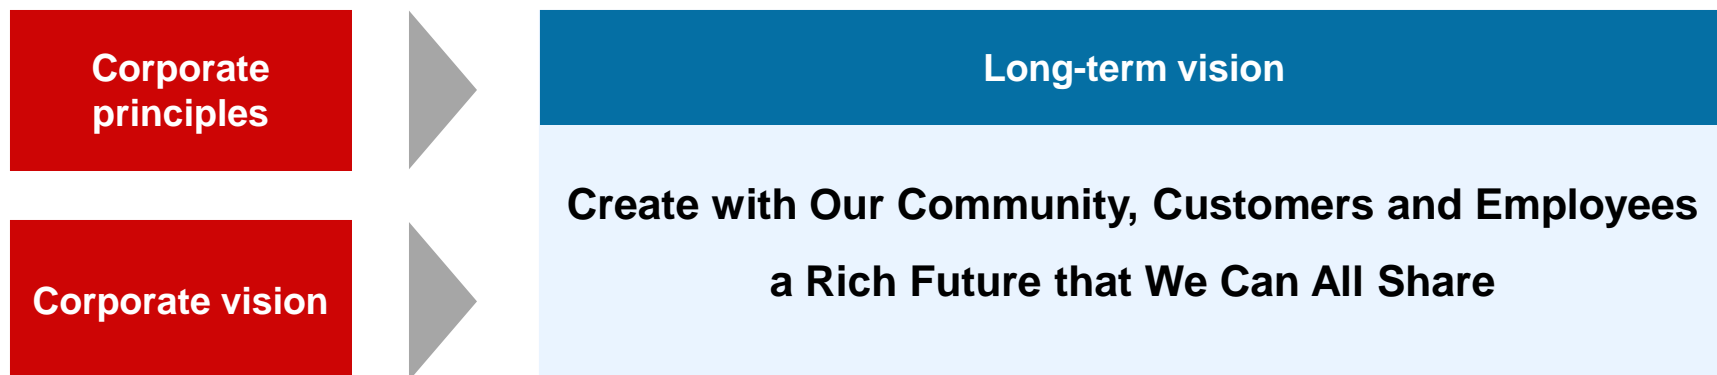 Corporate
principles
Corporate vision
Long-term vision
Create with Our Community, Customers and Employees
a Rich Future that We Can All Share